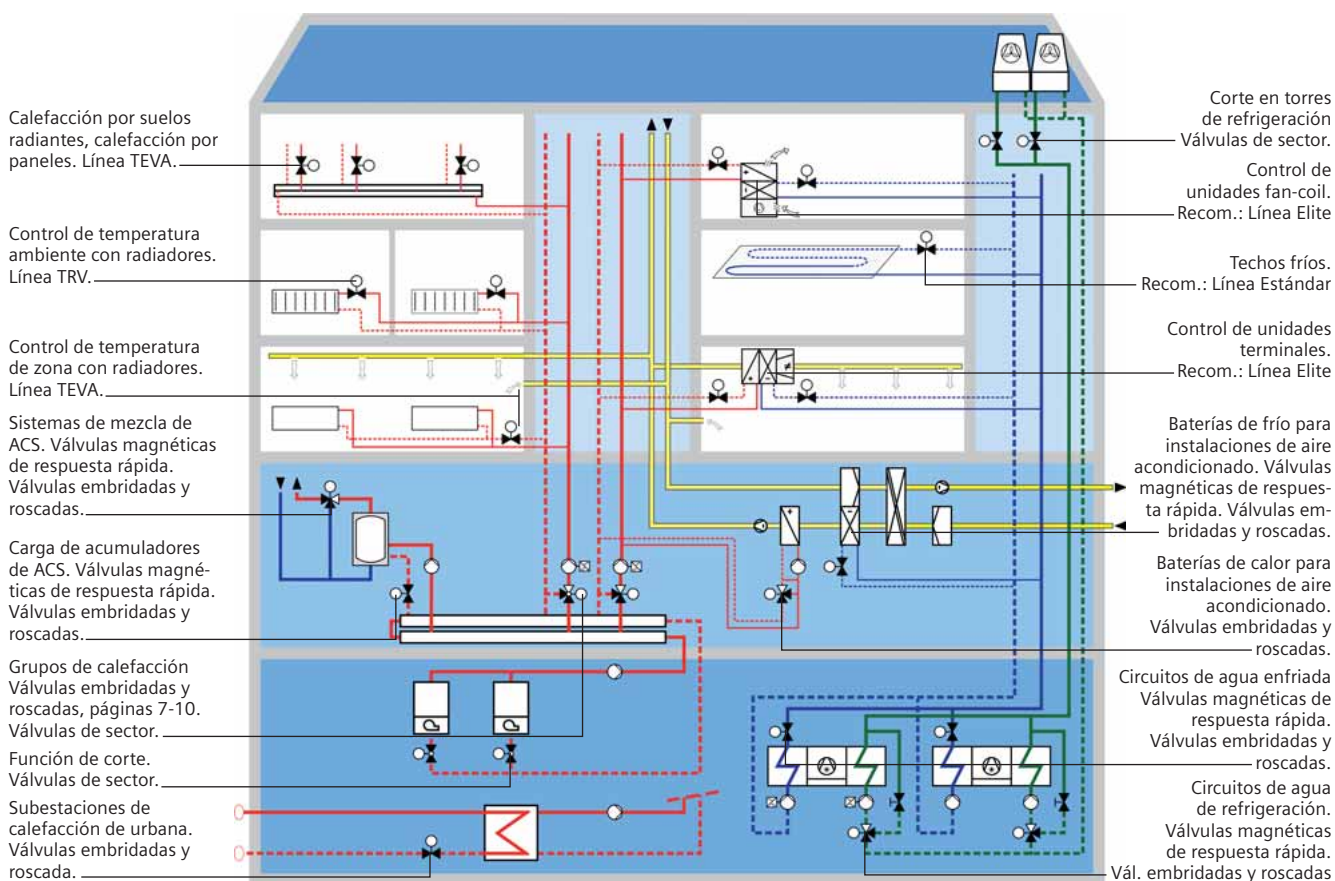 Calefacción por suelos
radiantes, calefacción por
paneles. Línea TEVA.
Control de temperatura
ambiente con radiadores.
Línea TRV.
Control de temperatura
de zona con radiadores.
Línea TEVA.
Sistemas de mezcla de
ACS. Válvulas magnéticas
de respuesta rápida.
Válvulas embridadas y
roscadas.
Carga de acumuladores
de ACS. Válvulas magné-
ticas de respuesta rápida.
Válvulas embridadas y
roscadas.
Grupos de calefacción
Válvulas embridadas y
roscadas, páginas 7-10.
Válvulas de sector.
Función de corte.
Válvulas de sector.
Subestaciones de
calefacción de urbana.
Válvulas embridadas y
roscada.
Corte en torres
de refrigeración
Válvulas de sector.
Control de
unidades fan-coil.
Recom.: Línea Elite
Techos fríos.
Recom.: Línea Estándar
Control de unidades
terminales.
Recom.: Línea Elite
Baterías de frío para
instalaciones de aire
acondicionado. Válvulas
magnéticas de respues-
ta rápida. Válvulas em-
bridadas y roscadas.
Baterías de calor para
instalaciones de aire
acondicionado.
Válvulas embridadas y
roscadas.
Circuitos de agua enfriada
Válvulas magnéticas de
respuesta rápida.
Válvulas embridadas y
roscadas.
Circuitos de agua
de refrigeración.
Válvulas magnéticas
de respuesta rápida.
Vál. embridadas y roscadas